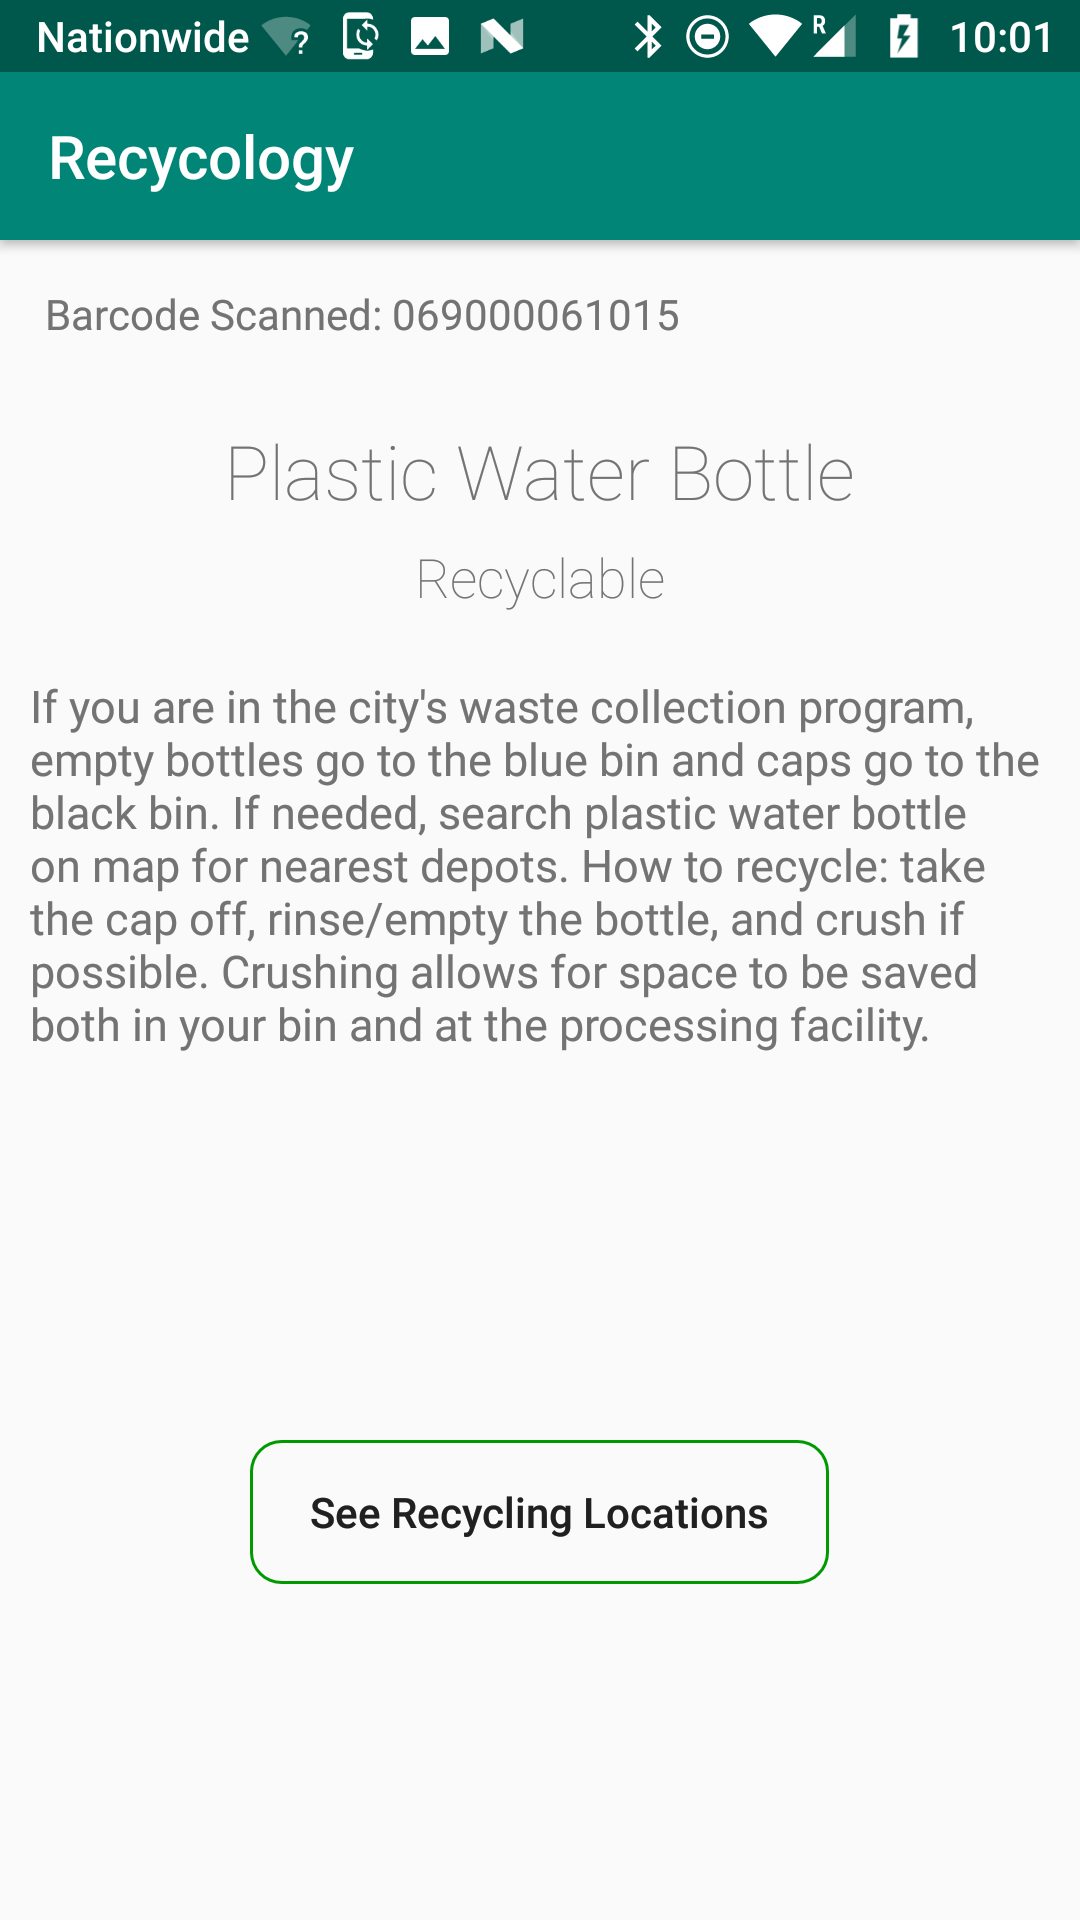 Nationwide ? R 10:01
Recycology
Barcode Scanned: 069000061015
Plastic Water Bottle
Recyclable
If you are in the city's waste collection program,
empty bottles go to the blue bin and caps go to the
black bin. If needed, search plastic water bottle
on map for nearest depots. How to recycle: take
the cap off, rinse/empty the bottle, and crush if
possible. Crushing allows for space to be saved
both in your bin and at the processing facility.
See Recycling Locations